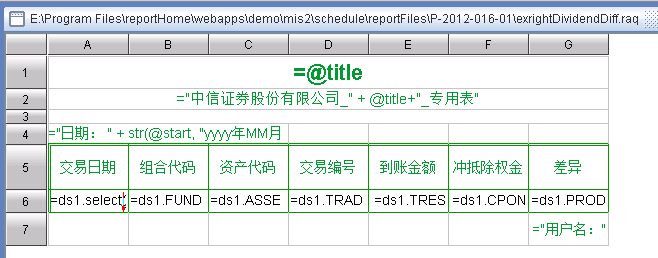 E:\Program Files\reportHome\webapps\demo\mis2\schedule\reportFiles\P-2012-016-01\exrightDividendDiff.raq
A B C D E F G
1 =@title
2 ="中信证券股份有限公司_" + @title+"_专用表"
3
4 ="日期： " + str(@start, "yyyy年MM月
5 交易日期 组合代码 资产代码 交易编号 到账金额 冲抵除权金 差异
6 =ds1.select =ds1.FUND =ds1.ASSE =ds1.TRAD =ds1.TRES =ds1.CPON =ds1.PROD
7 ="用户名："